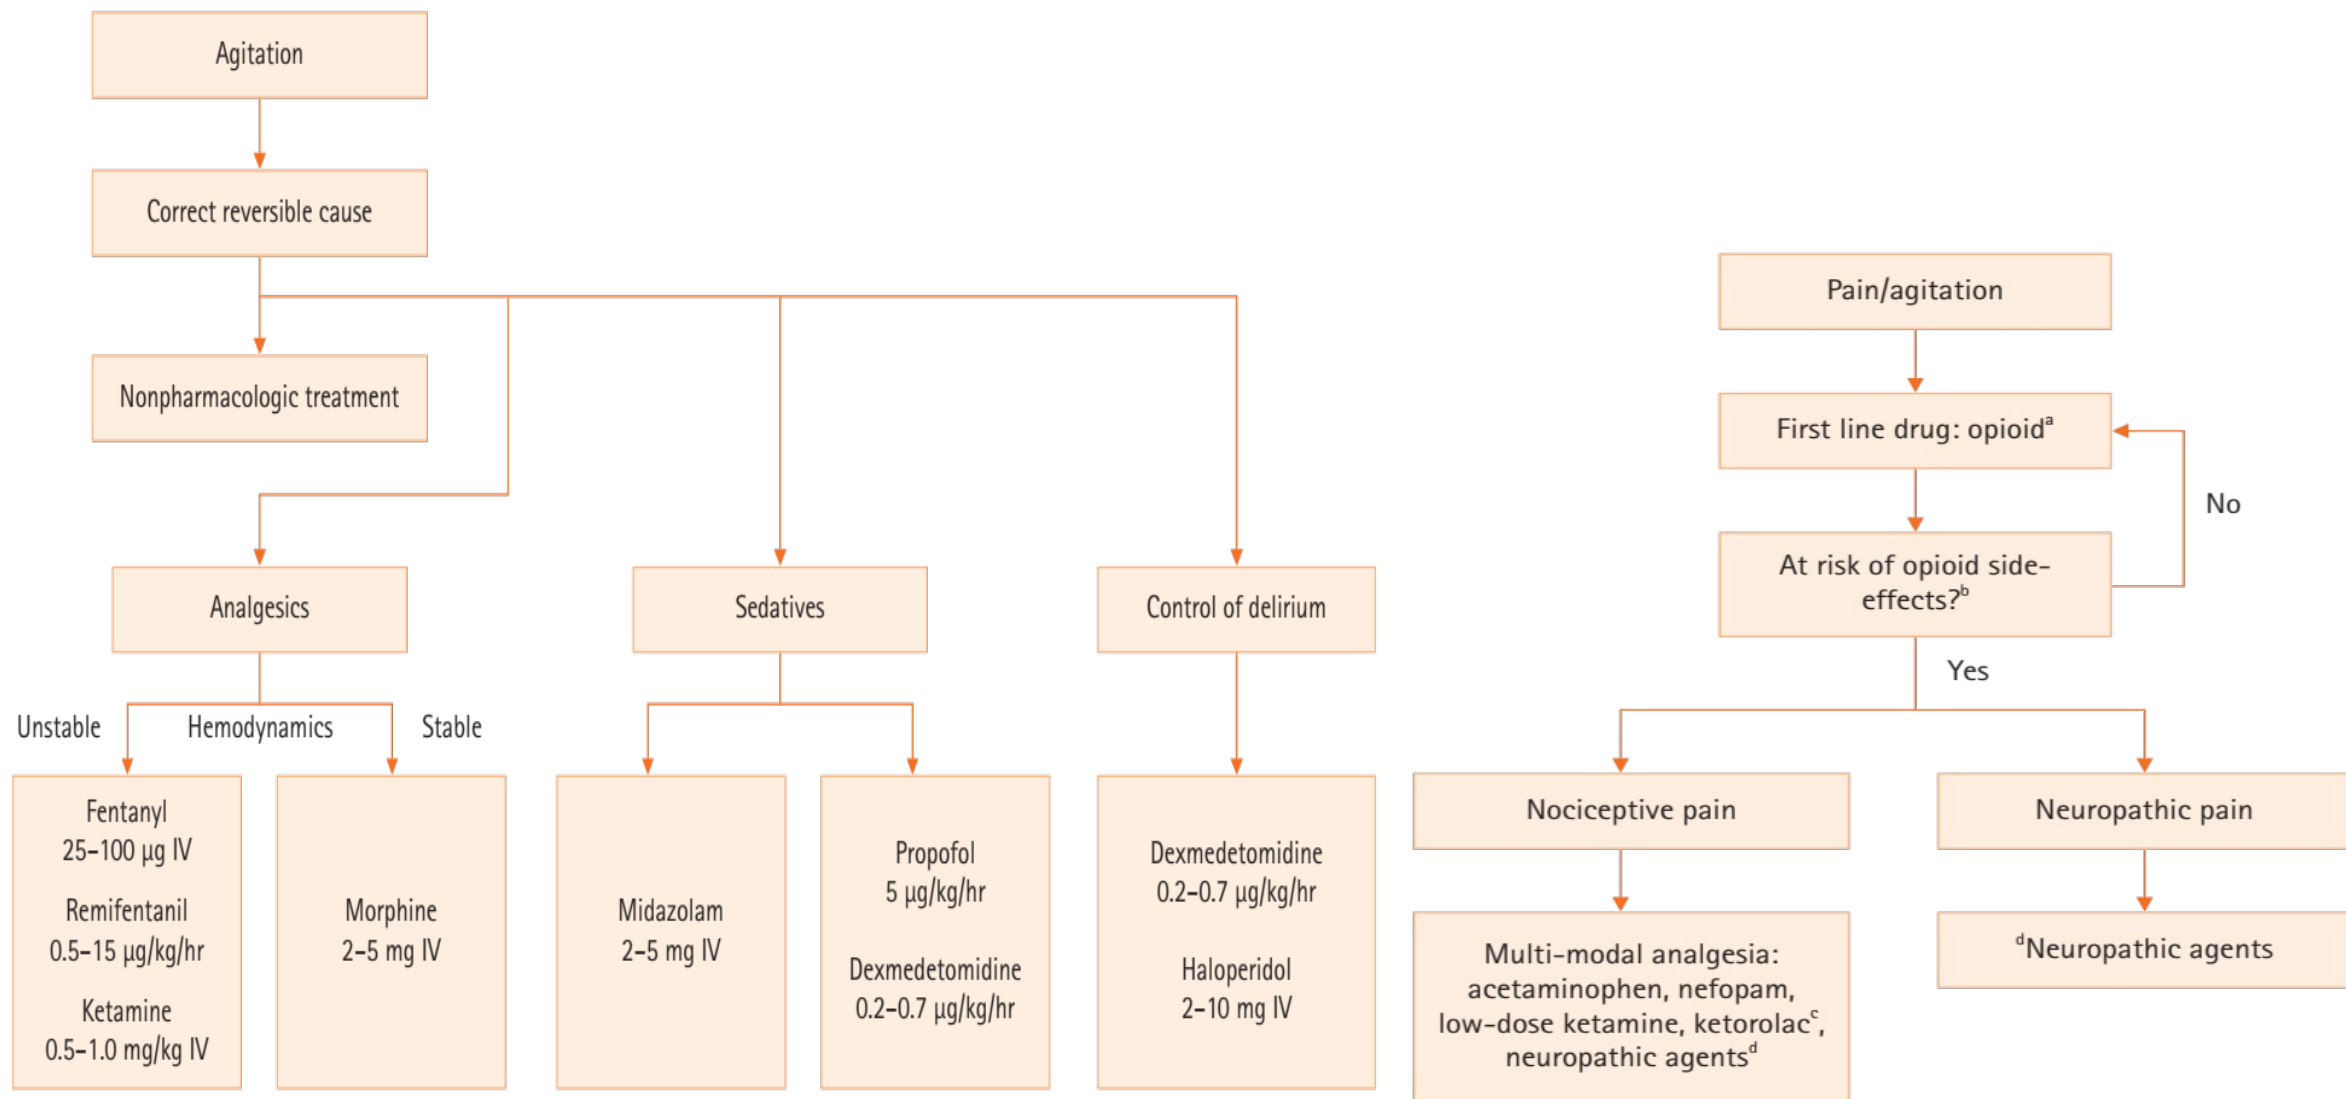 Agitation
Correct reversible cause
Nonpharmacologic treatment
Analgesics
Sedatives
Control of delirium
Unstable
Hemodynamics
Stable
Fentanyl
25–100 µg IV
Remifentanil
0.5–15 µg/kg/hr
Ketamine
0.5–1.0 mg/kg IV
Morphine
2–5 mg IV
Midazolam
2–5 mg IV
Propofol
5 µg/kg/hr
Dexmedetomidine
0.2–0.7 µg/kg/hr
Dexmedetomidine
0.2–0.7 µg/kg/hr
Haloperidol
2–10 mg IV
Pain/agitation
First line drug: opioidᵃ
No
At risk of opioid side-
effects?ᵇ
Yes
Nociceptive pain
Neuropathic pain
Multi-modal analgesia:
acetaminophen, nefopam,
low-dose ketamine, ketorolacᶜ,
neuropathic agentsᵈ
ᵈNeuropathic agents